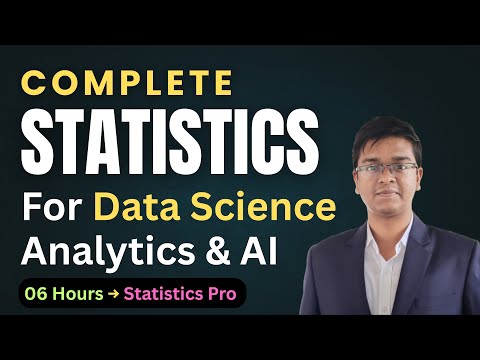 COMPLETE
STATISTICS
For Data Science
Analytics & AI
06 Hours → Statistics Pro